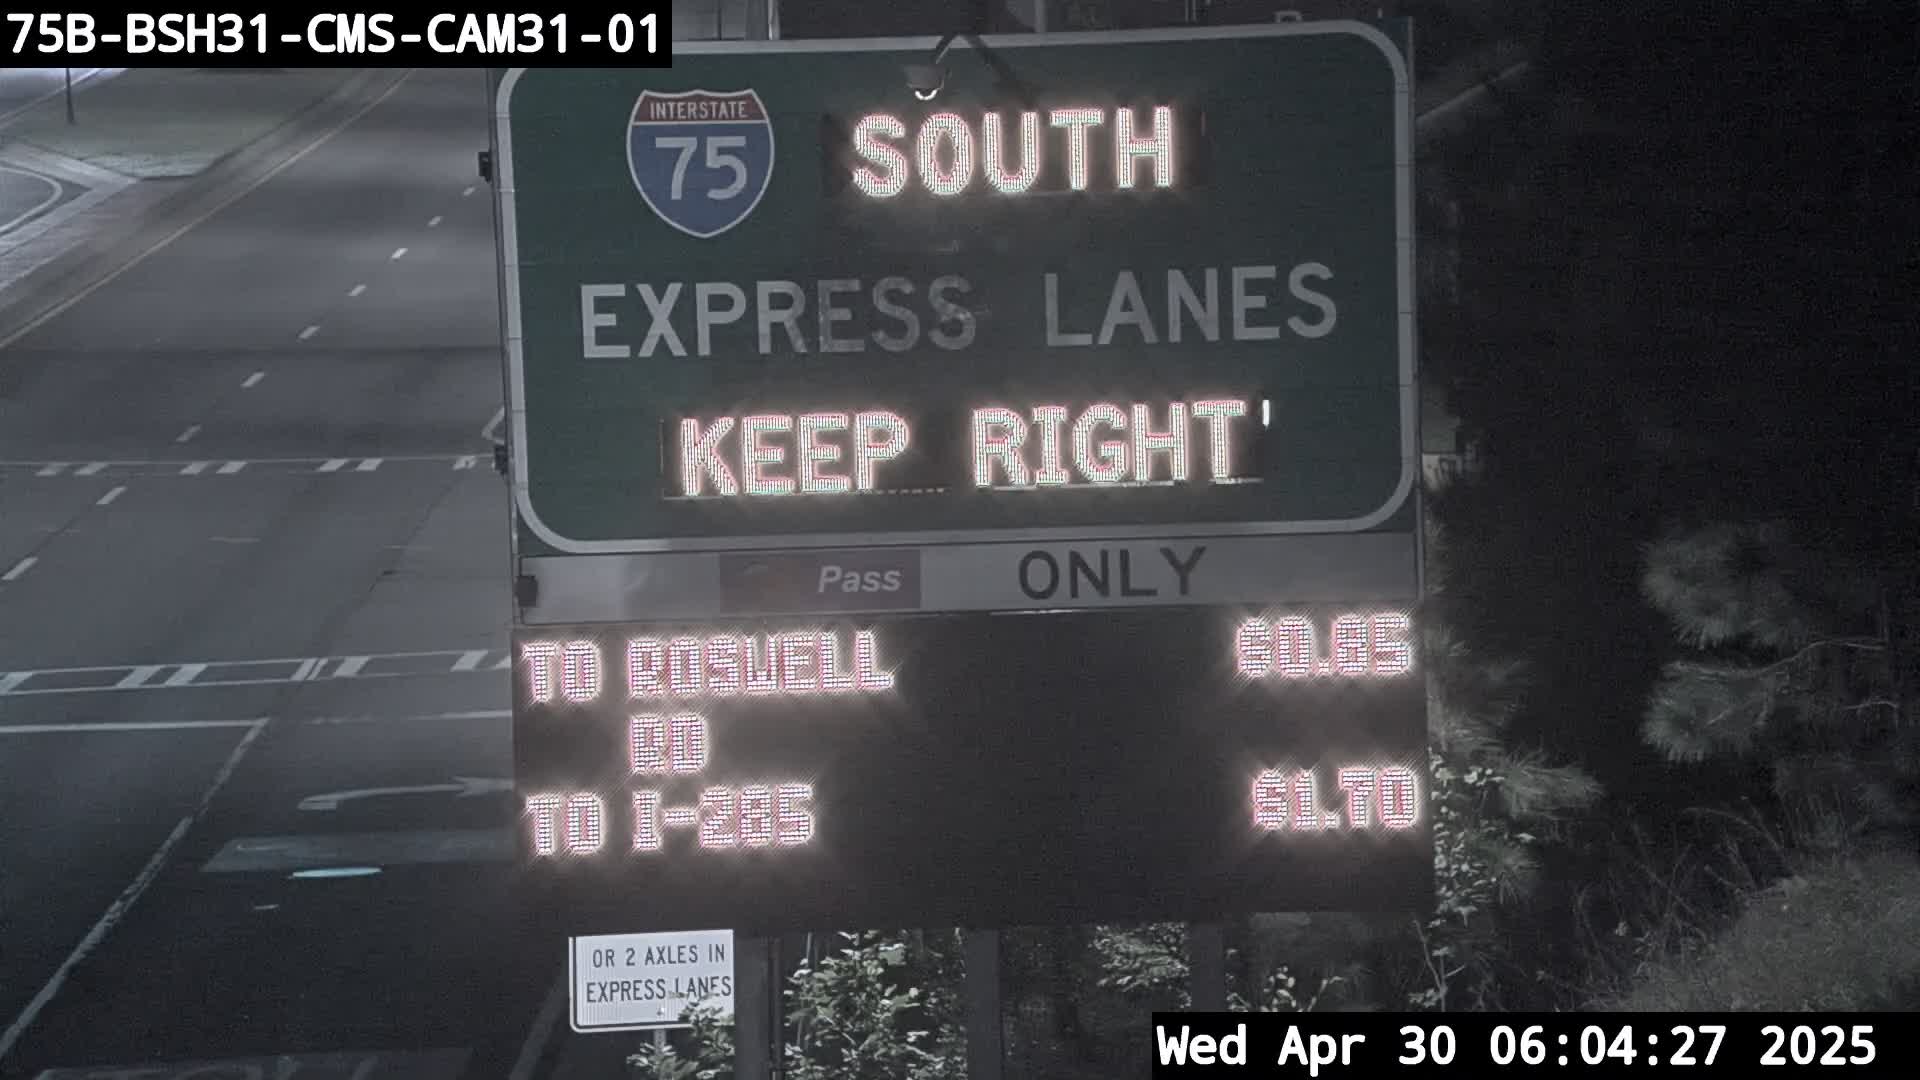 75B-BSH31-CMS-CAM31-01
INTERSTATE
75
SOUTH
EXPRESS LANES
KEEP RIGHT
Pass ONLY
TO ROSWELL $0.85
RD
TO I-285 $1.70
OR 2 AXLES IN
EXPRESS LANES
Wed Apr 30 06:04:27 2025